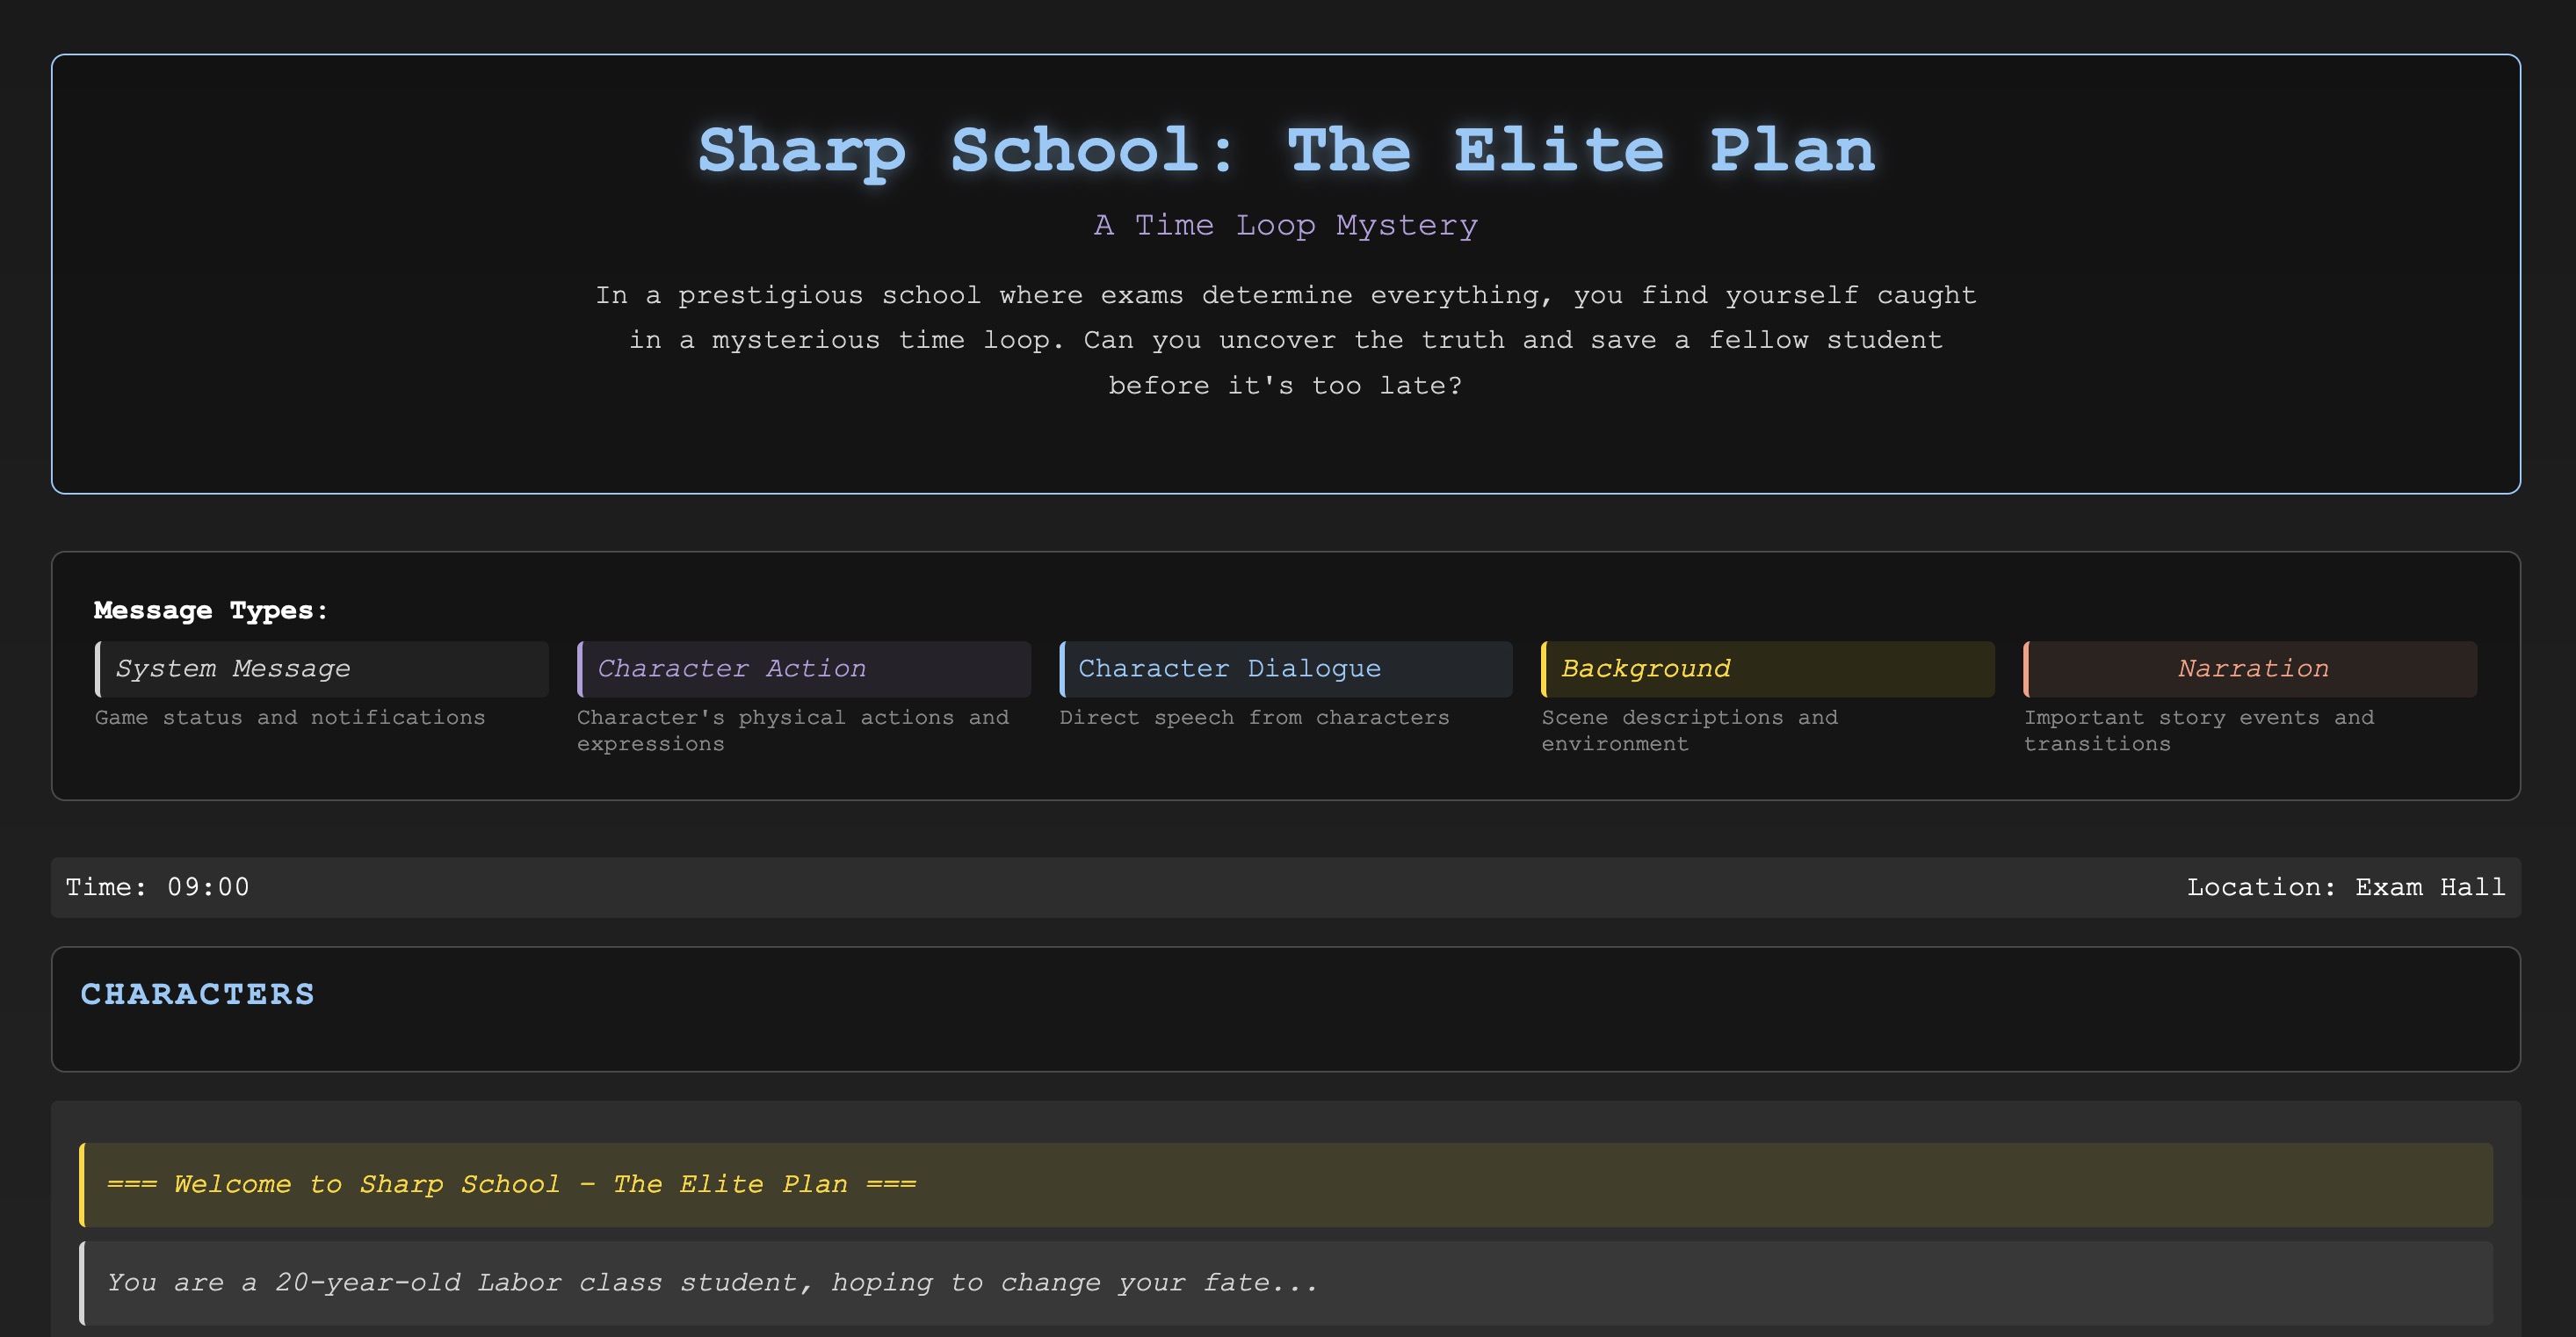 Sharp School: The Elite Plan
A Time Loop Mystery
In a prestigious school where exams determine everything, you find yourself caught
in a mysterious time loop. Can you uncover the truth and save a fellow student
before it's too late?
Message Types:
System Message
Game status and notifications
Character Action
Character's physical actions and
expressions
Character Dialogue
Direct speech from characters
Background
Scene descriptions and
environment
Narration
Important story events and
transitions
Time: 09:00
Location: Exam Hall
CHARACTERS
=== Welcome to Sharp School - The Elite Plan ===
You are a 20-year-old Labor class student, hoping to change your fate...